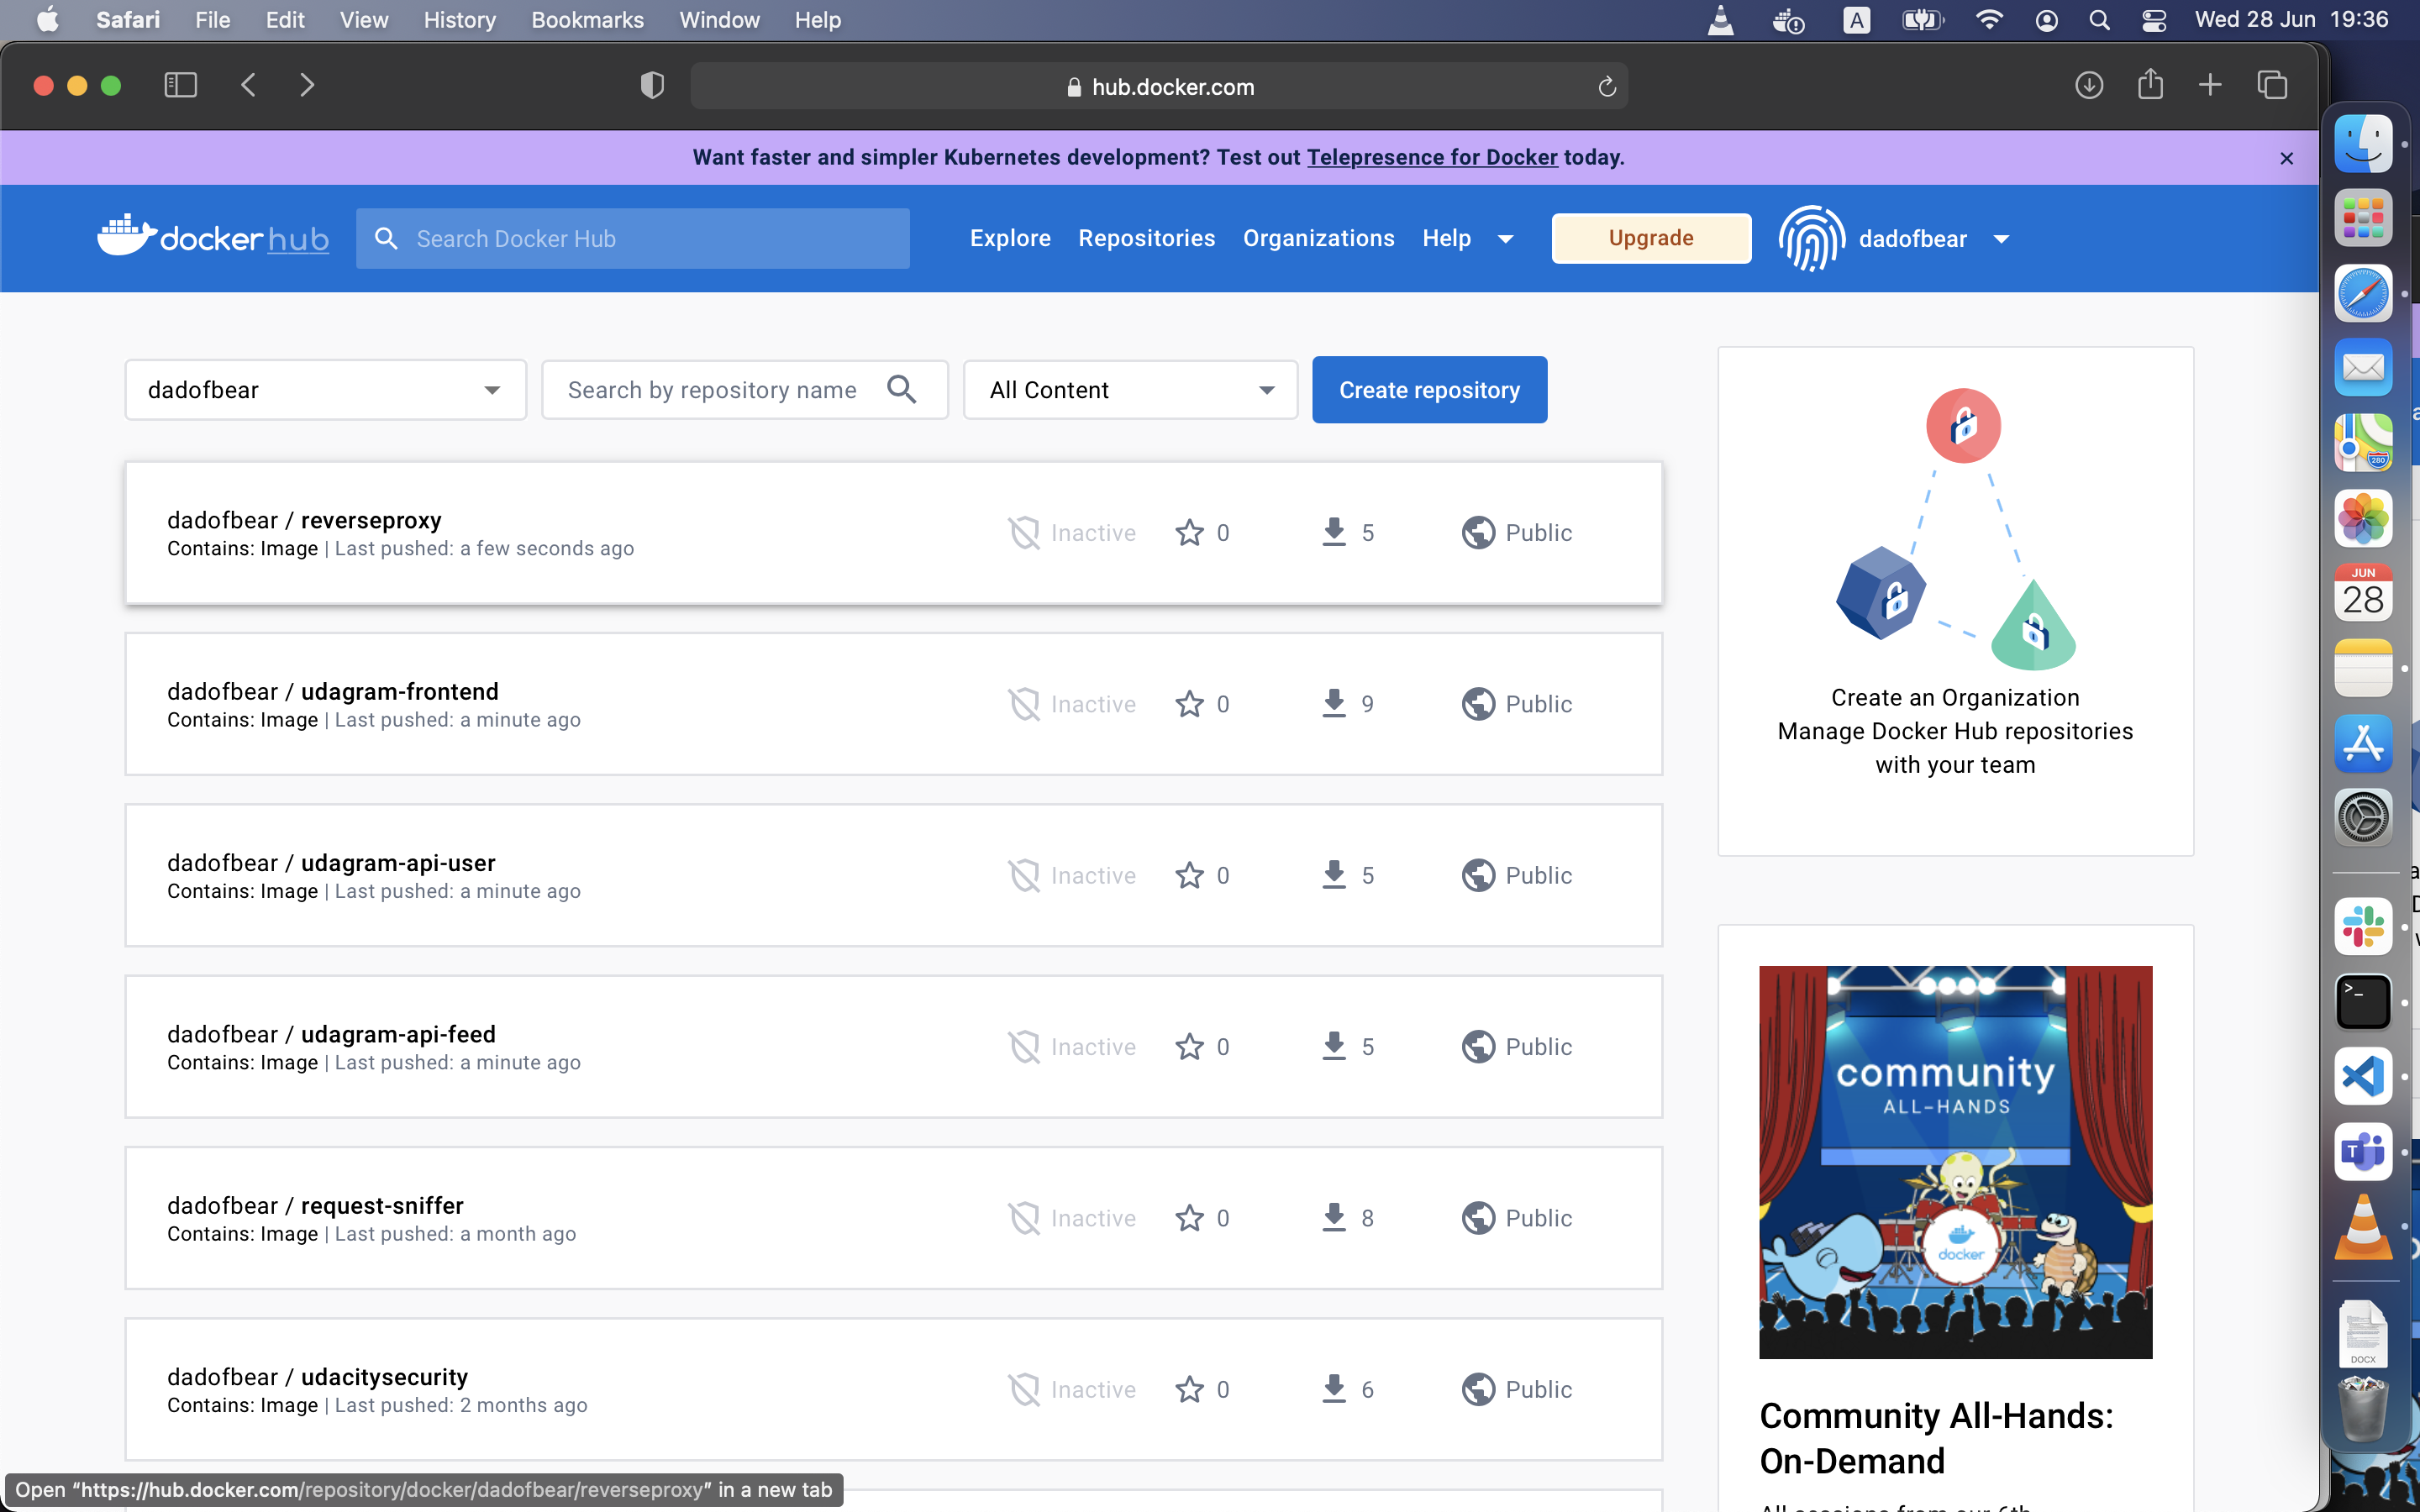 Safari File Edit View History Bookmarks Window Help A Wed 28 Jun 19:36
hub.docker.com
Want faster and simpler Kubernetes development? Test out Telepresence for Docker today.
dockerhub Search Docker Hub Explore Repositories Organizations Help Upgrade dadofbear
dadofbear Search by repository name All Content Create repository
dadofbear / reverseproxy
Contains: Image | Last pushed: a few seconds ago
Inactive 0 5 Public
dadofbear / udagram-frontend
Contains: Image | Last pushed: a minute ago
Inactive 0 9 Public
dadofbear / udagram-api-user
Contains: Image | Last pushed: a minute ago
Inactive 0 5 Public
dadofbear / udagram-api-feed
Contains: Image | Last pushed: a minute ago
Inactive 0 5 Public
dadofbear / request-sniffer
Contains: Image | Last pushed: a month ago
Inactive 0 8 Public
dadofbear / udacitysecurity
Contains: Image | Last pushed: 2 months ago
Inactive 0 6 Public
Open “https://hub.docker.com/repository/docker/dadofbear/reverseproxy” in a new tab
Create an Organization
Manage Docker Hub repositories
with your team
community
ALL-HANDS
docker
Community All-Hands:
On-Demand
All sessions from our 6th
280
JUN
28
>_
T
DOCX